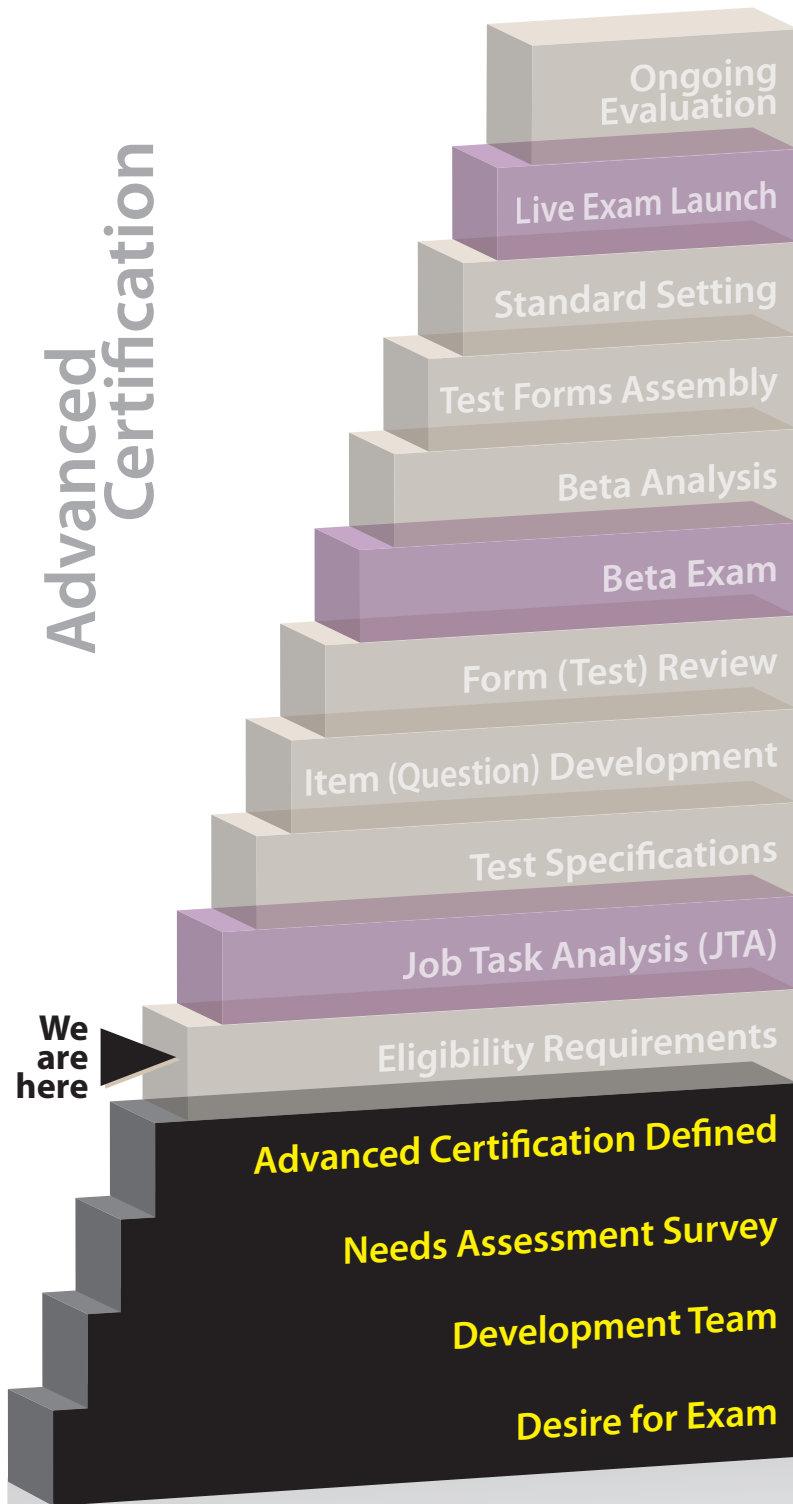 Advanced
Certification
Ongoing
Evaluation
Live Exam Launch
Standard Setting
Test Forms Assembly
Beta Analysis
Beta Exam
Form (Test) Review
Item (Question) Development
Test Specifications
Job Task Analysis (JTA)
We
are
here
Eligibility Requirements
Advanced Certification Defined
Needs Assessment Survey
Development Team
Desire for Exam